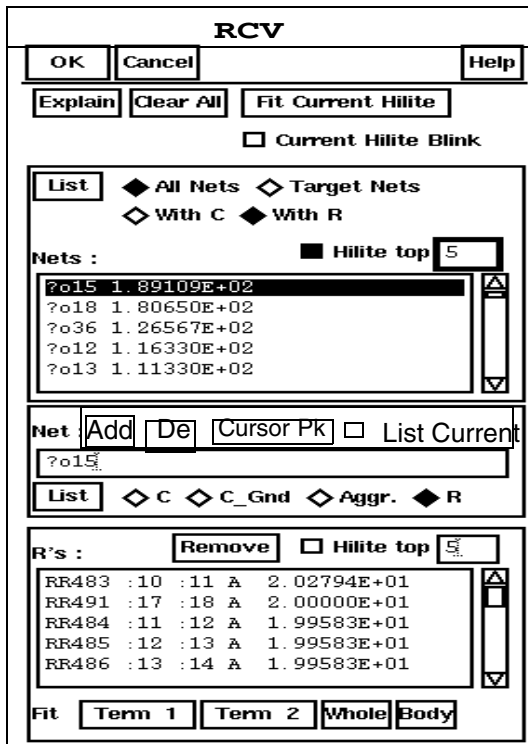 RCV
OK Cancel Help
Explain Clear All Fit Current Hilite
Current Hilite Blink
List All Nets Target Nets
With C With R
Nets : Hilite top 5
?o15 1.89109E+02
?o18 1.80650E+02
?o36 1.26567E+02
?o12 1.16330E+02
?o13 1.11330E+02
Net : Add De Cursor Pk List Current
?o15
List C C_Gnd Aggr. R
R's : Remove Hilite top 5
RR483 :10 :11 A 2.02794E+01
RR491 :17 :18 A 2.00000E+01
RR484 :11 :12 A 1.99583E+01
RR485 :12 :13 A 1.99583E+01
RR486 :13 :14 A 1.99583E+01
Fit Term 1 Term 2 Whole Body